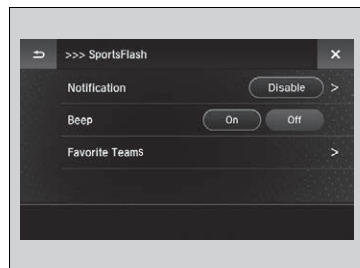 >>> SportsFlash
Notification Disable >
Beep On Off
Favorite Teams >